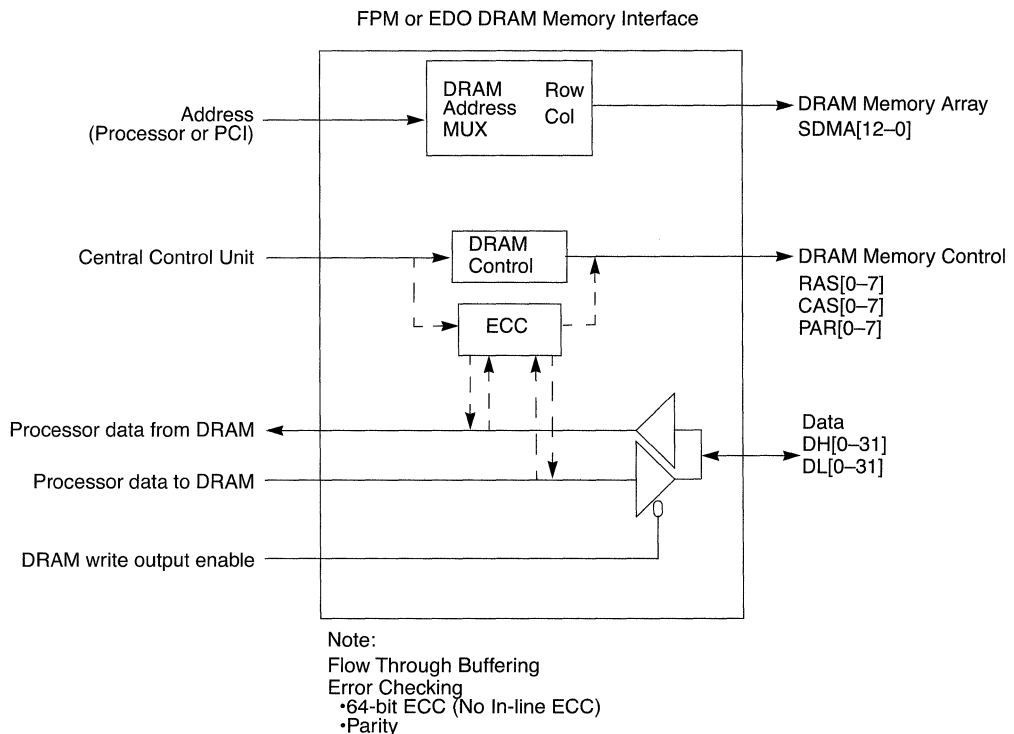 FPM or EDO DRAM Memory Interface
Address
(Processor or PCI)
DRAM
Address
MUX
Row
Col
DRAM Memory Array
SDMA[12–0]
Central Control Unit
DRAM
Control
DRAM Memory Control
RAS[0–7]
CAS[0–7]
PAR[0–7]
ECC
Processor data from DRAM
Processor data to DRAM
Data
DH[0–31]
DL[0–31]
DRAM write output enable
Note:
Flow Through Buffering
Error Checking
•64-bit ECC (No In-line ECC)
•Parity